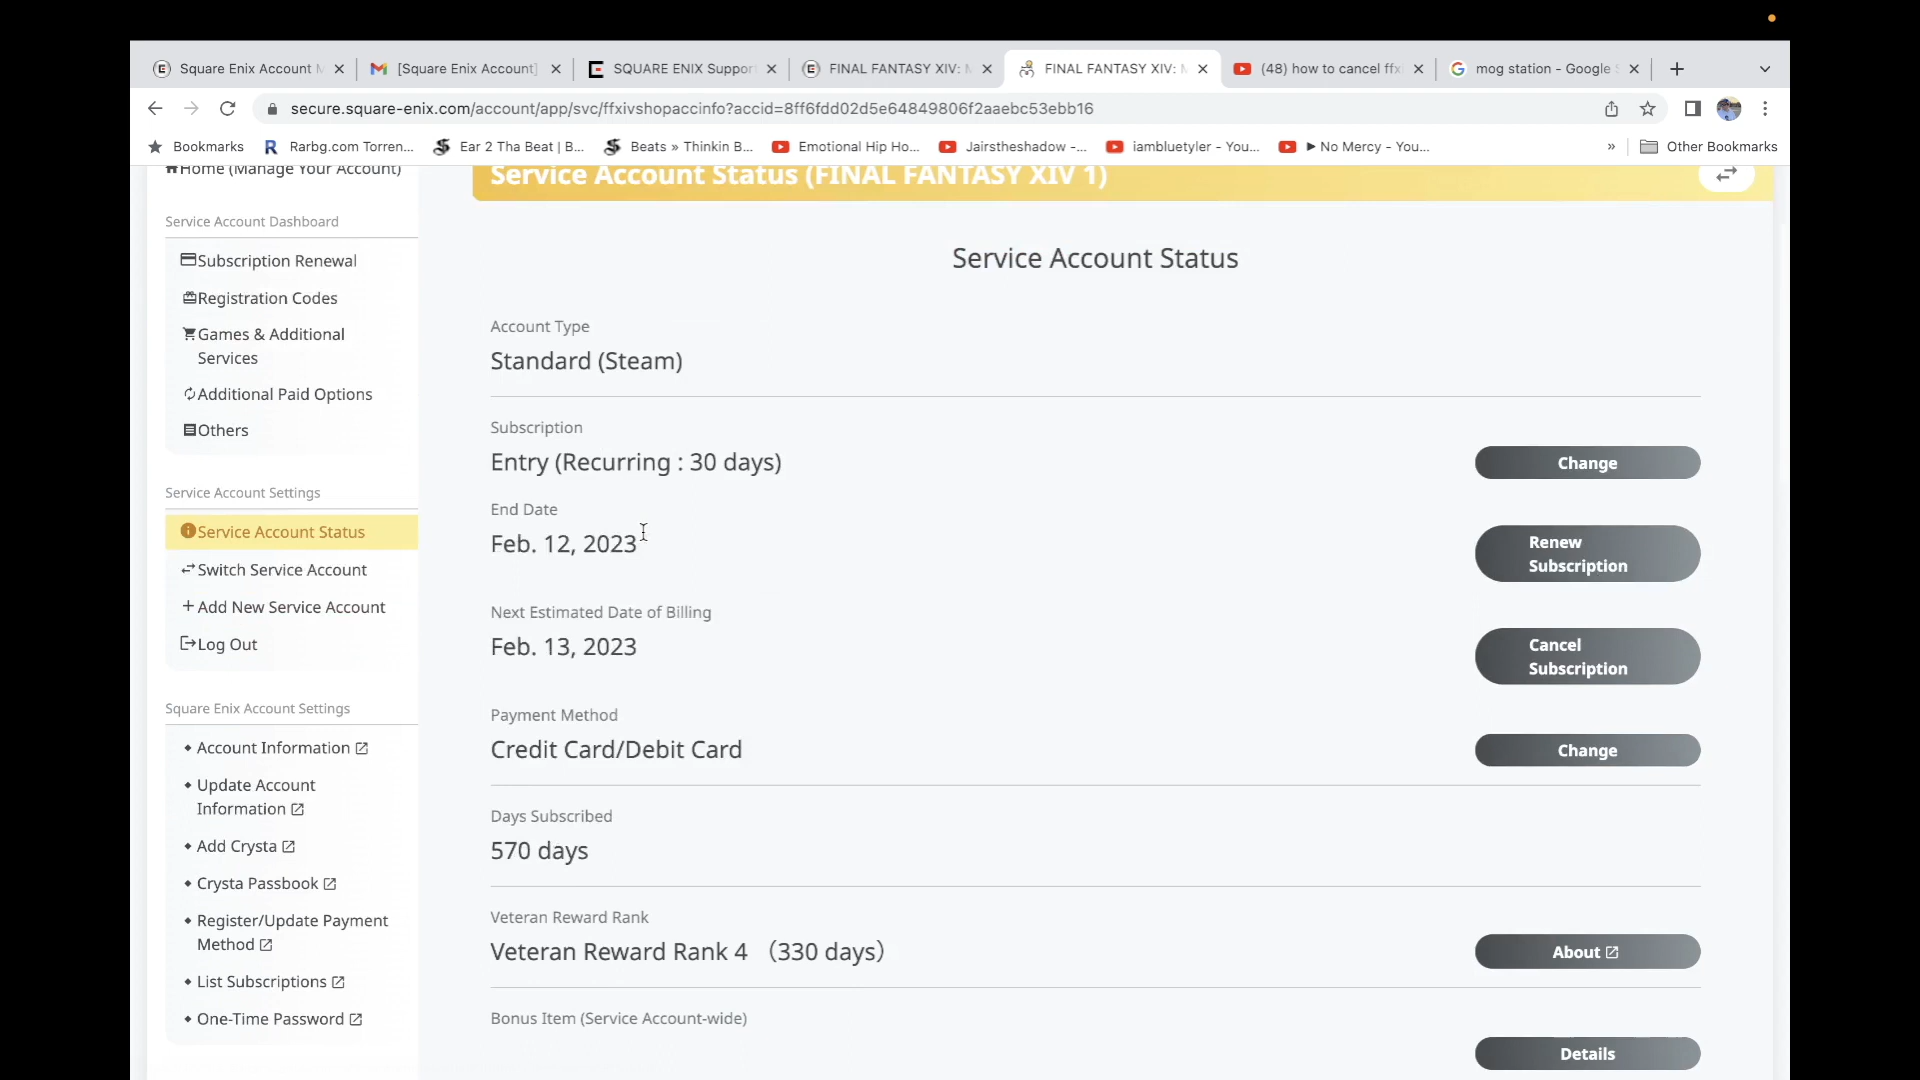 Square Enix Account M
[Square Enix Account]
SQUARE ENIX Suppor
FINAL FANTASY XIV: M
FINAL FANTASY XIV: M
(48) how to cancel ffx
mog station - Google S
secure.square-enix.com/account/app/svc/ffxivshopaccinfo?accid=8ff6fdd02d5e64849806f2aaebc53ebb16
Bookmarks
Rarbg.com Torren...
Ear 2 Tha Beat | B...
Beats » Thinkin B...
Emotional Hip Ho...
Jairstheshadow -...
iambluetyler - You...
►No Mercy - You...
»
Other Bookmarks
Home (Manage Your Account)
Service Account Dashboard
Subscription Renewal
Registration Codes
Games & Additional
Services
Additional Paid Options
Others
Service Account Settings
Service Account Status
Switch Service Account
Add New Service Account
Log Out
Square Enix Account Settings
Account Information
Update Account
Information
Add Crysta
Crysta Passbook
Register/Update Payment
Method
List Subscriptions
One-Time Password
Service Account Status (FINAL FANTASY XIV 1)
Service Account Status
Account Type
Standard (Steam)
Subscription
Entry (Recurring : 30 days)
Change
End Date
Feb. 12, 2023
Renew
Subscription
Next Estimated Date of Billing
Feb. 13, 2023
Cancel
Subscription
Payment Method
Credit Card/Debit Card
Change
Days Subscribed
570 days
Veteran Reward Rank
Veteran Reward Rank 4 （330 days）
About
Bonus Item (Service Account-wide)
Details